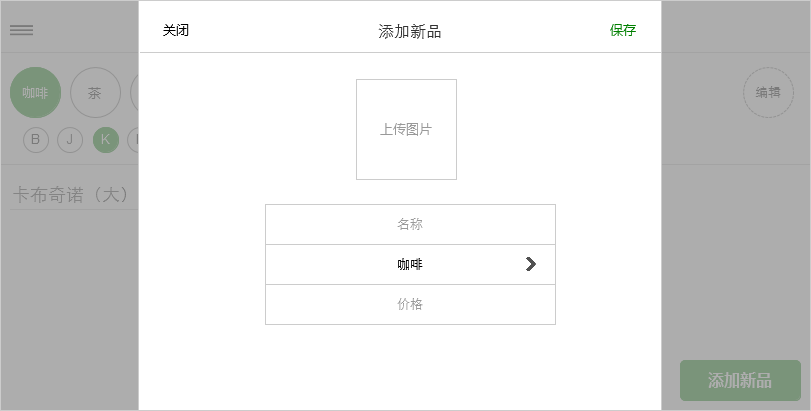 关闭 添加新品 保存
咖啡 茶 编辑
B J K
上传图片
卡布奇诺（大）
名称
咖啡
价格
添加新品